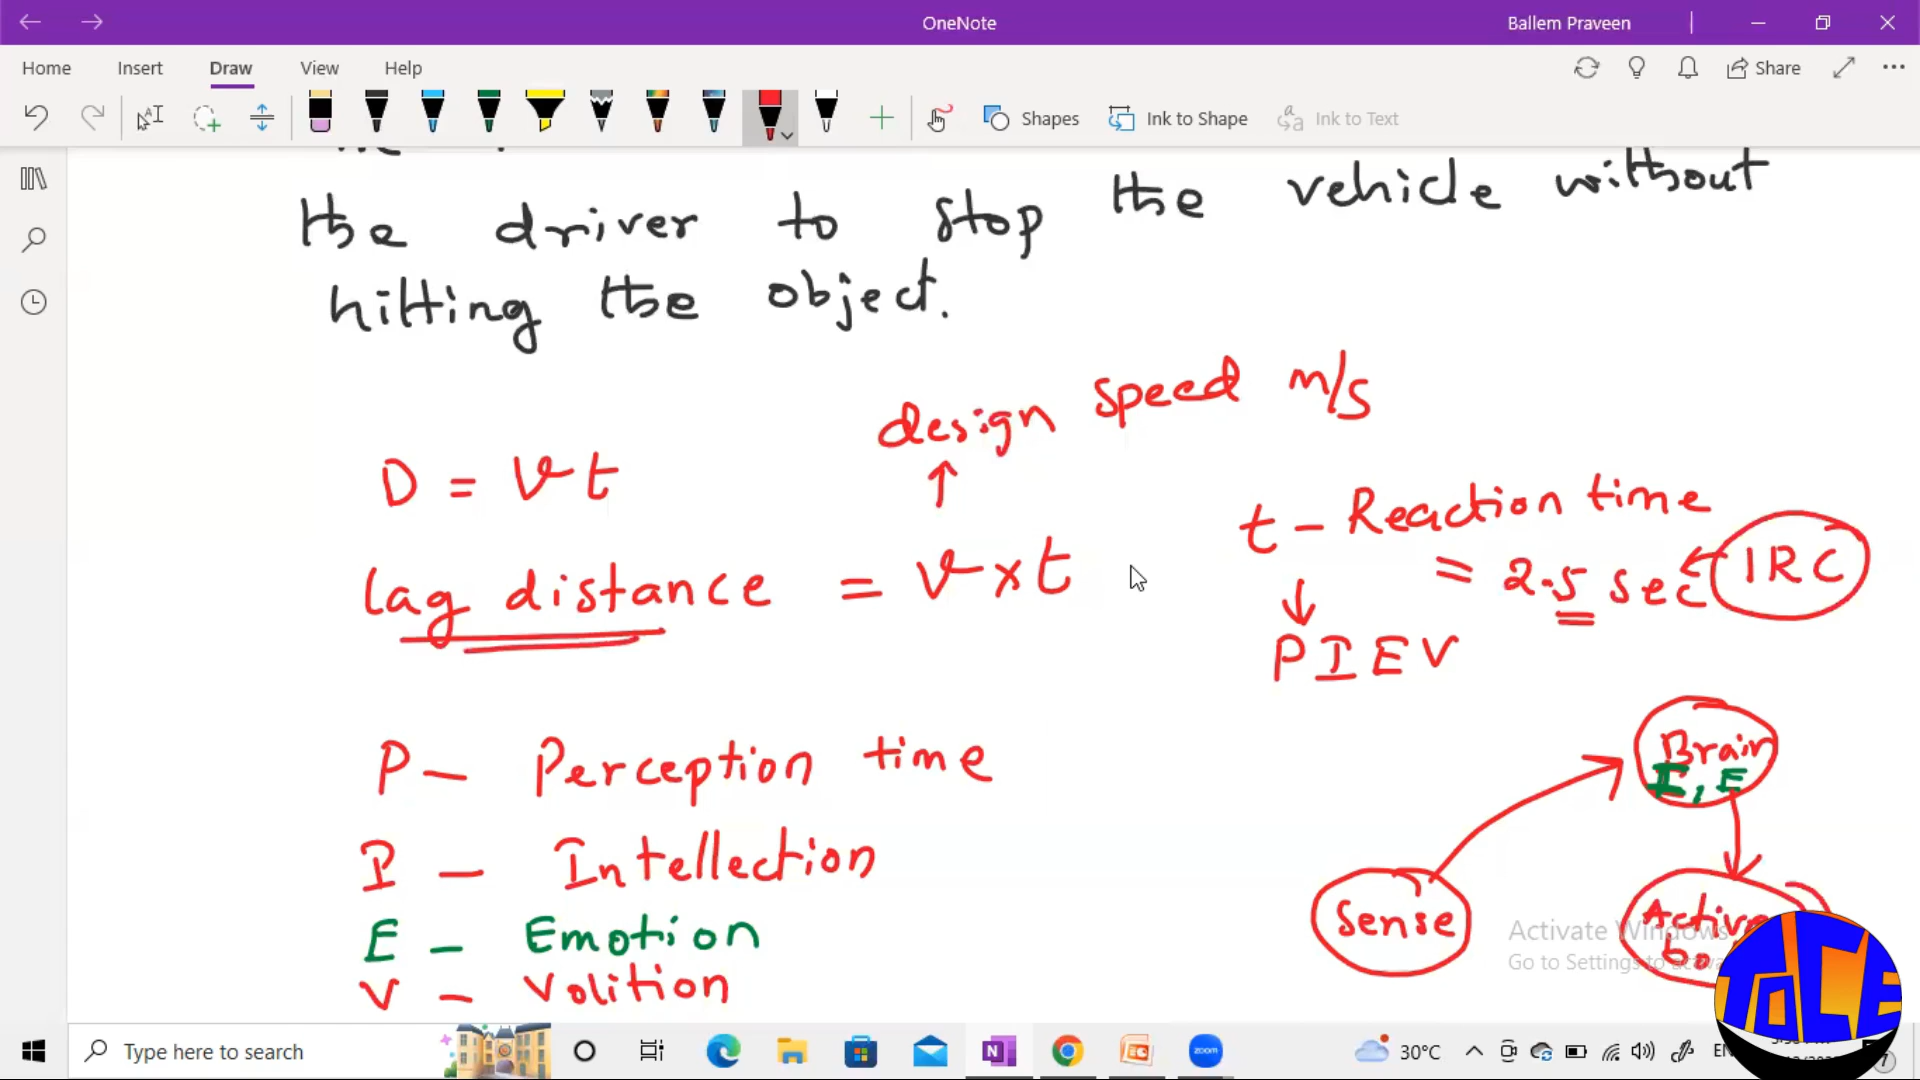 OneNote
Ballem Praveen
Home Insert Draw View Help
Share
Shapes
Ink to Shape
Ink to Text
the driver to stop the vehicle without
hitting the object.
design speed m/s
D = vt
t - Reaction time
= 2.5 sec
IRC
lag distance = v x t
PIEV
P - Perception time
Brain
I, E
I - Intellection
Sense
E - Emotion
V - Volition
Activate Windows
Go to Settings to
Type here to search
zoom
30°C